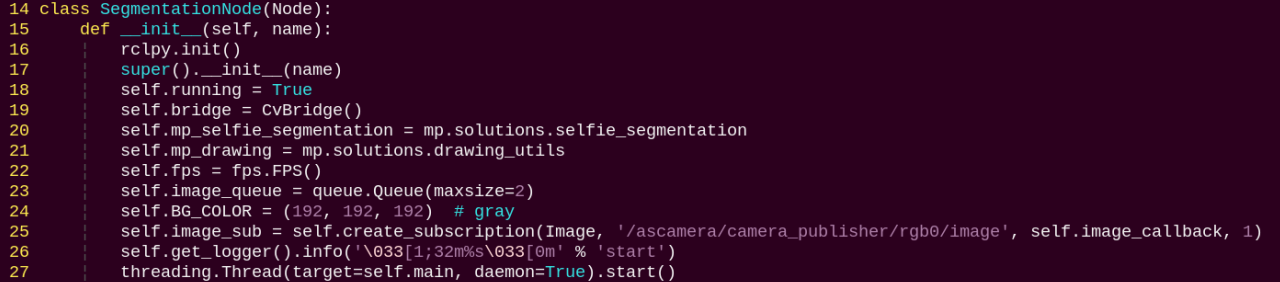 14 class SegmentationNode(Node):
15     def __init__(self, name):
16         rclpy.init()
17         super().__init__(name)
18         self.running = True
19         self.bridge = CvBridge()
20         self.mp_selfie_segmentation = mp.solutions.selfie_segmentation
21         self.mp_drawing = mp.solutions.drawing_utils
22         self.fps = fps.FPS()
23         self.image_queue = queue.Queue(maxsize=2)
24         self.BG_COLOR = (192, 192, 192)  # gray
25         self.image_sub = self.create_subscription(Image, '/ascamera/camera_publisher/rgb0/image', self.image_callback, 1)
26         self.get_logger().info('\033[1;32m%s\033[0m' % 'start')
27         threading.Thread(target=self.main, daemon=True).start()